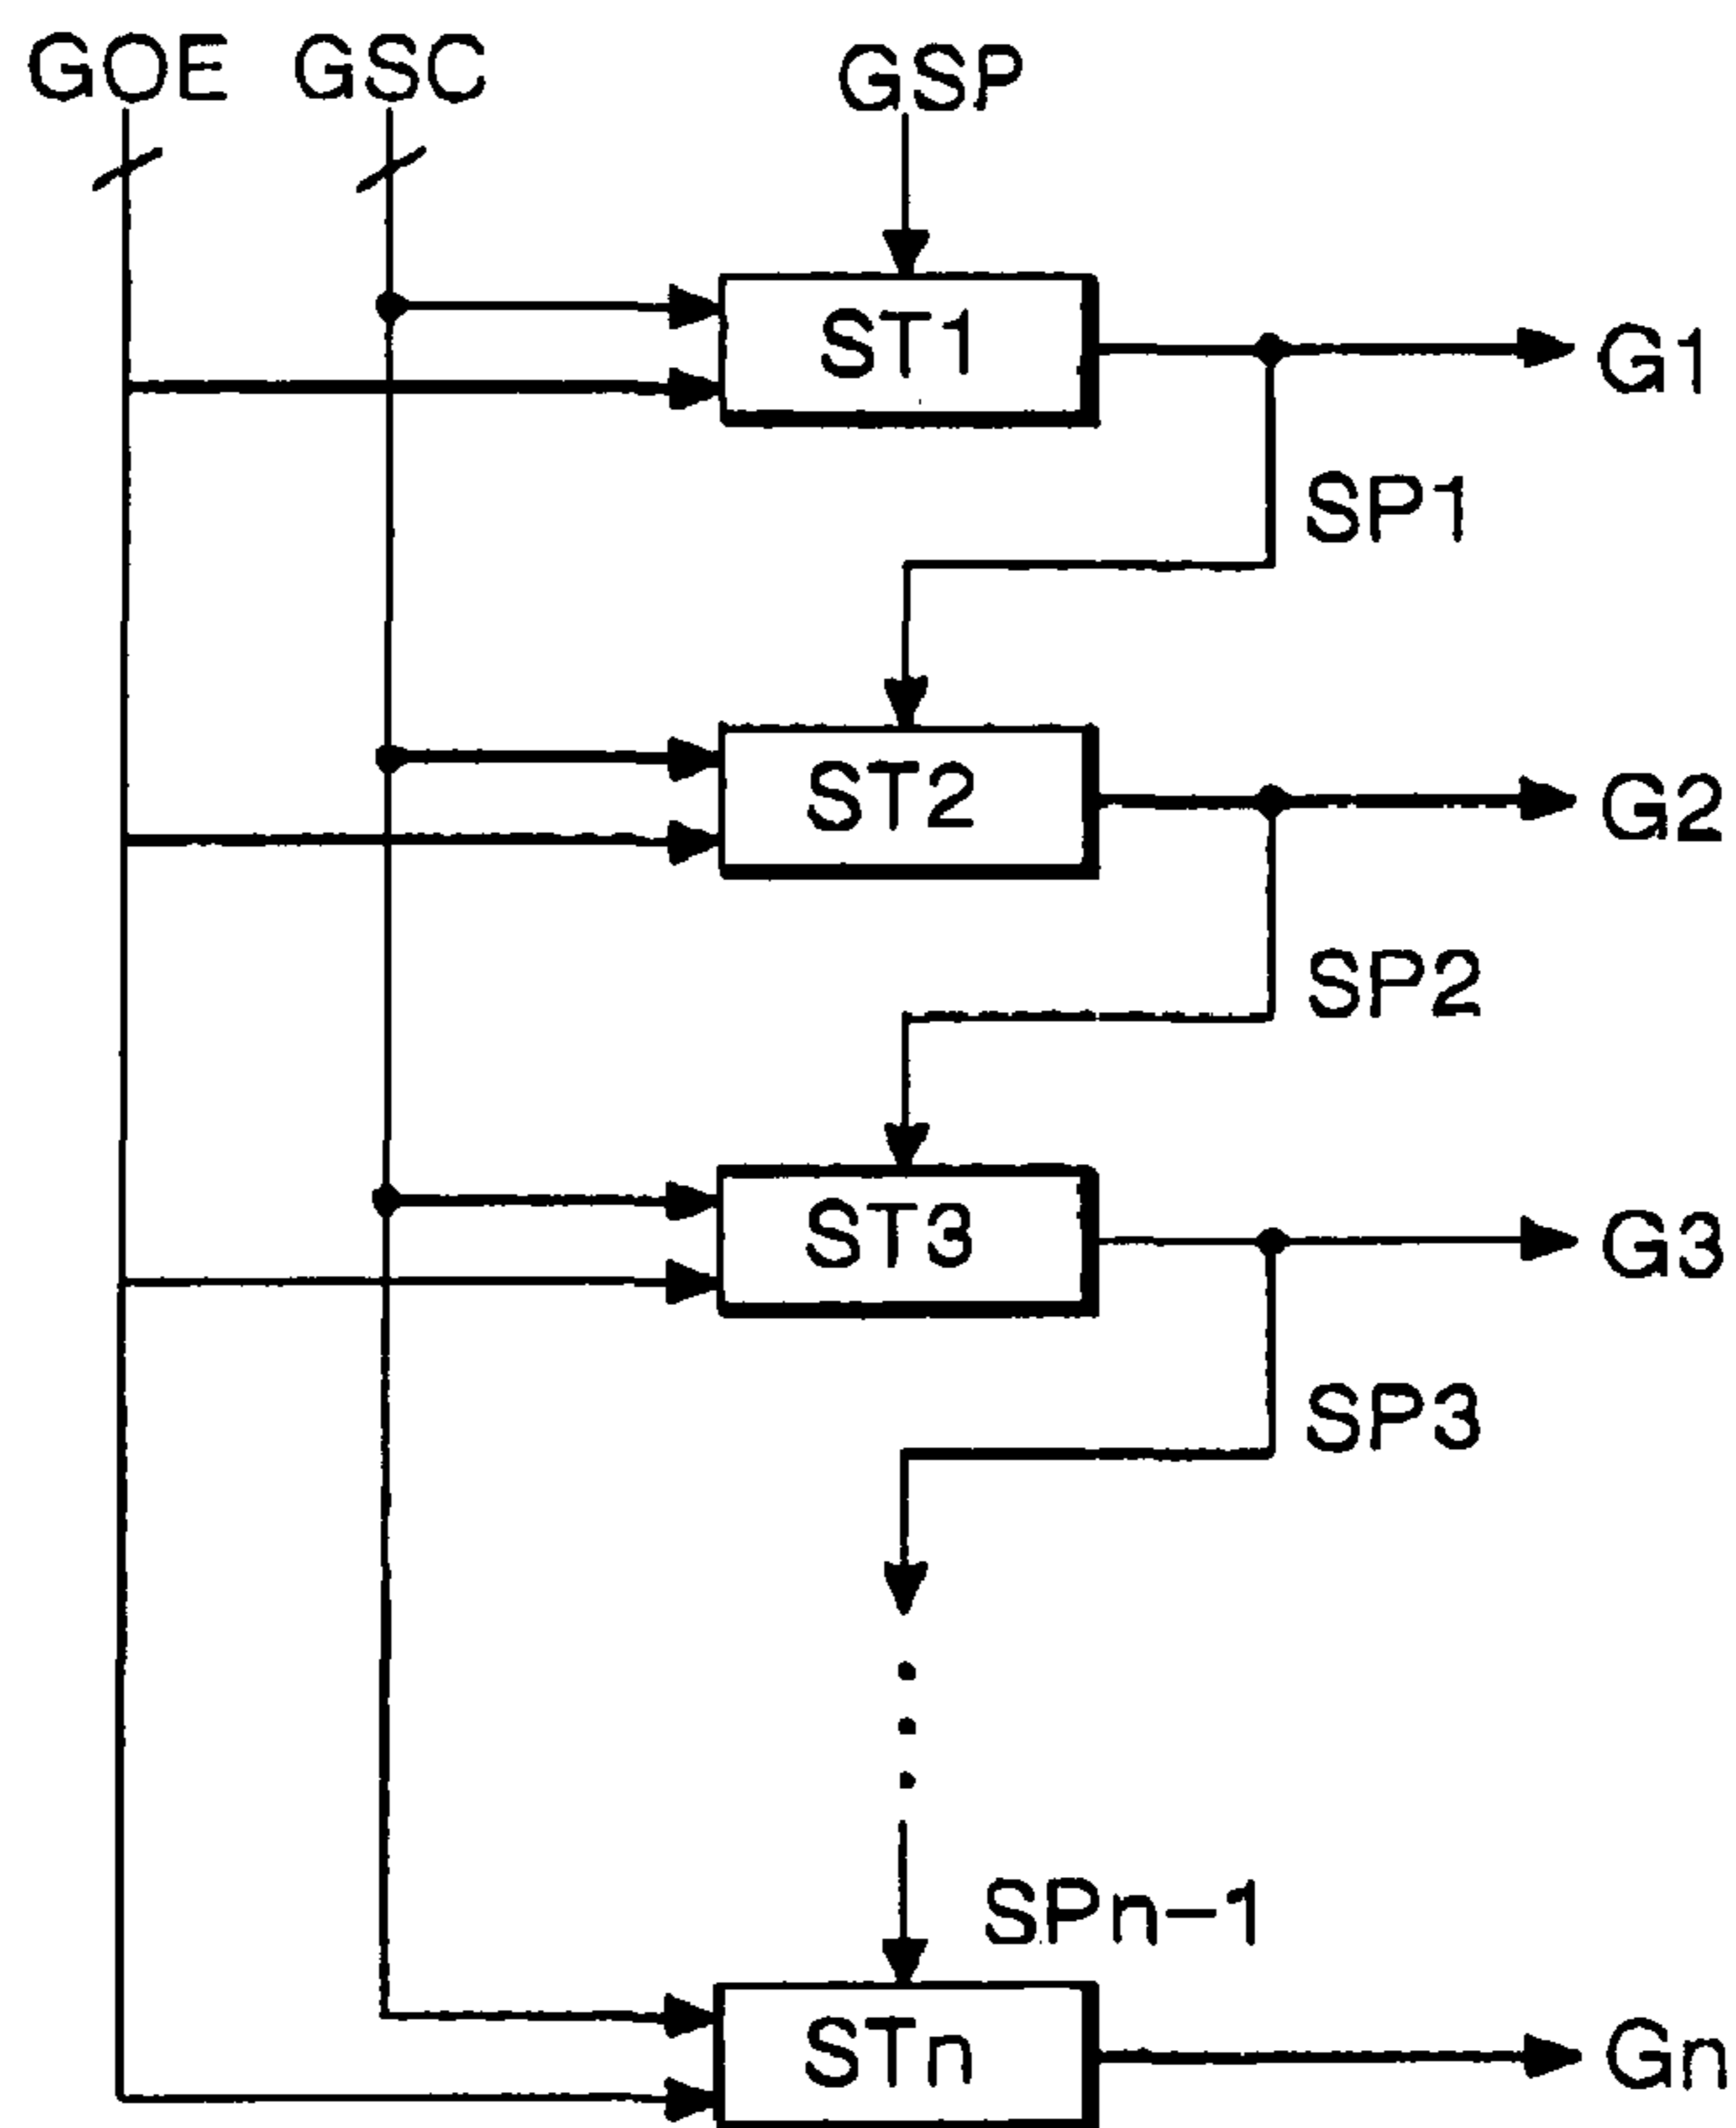 GOE GSC GSP
ST1 G1
SP1
ST2 G2
SP2
ST3 G3
SP3
SPn-1
STn Gn